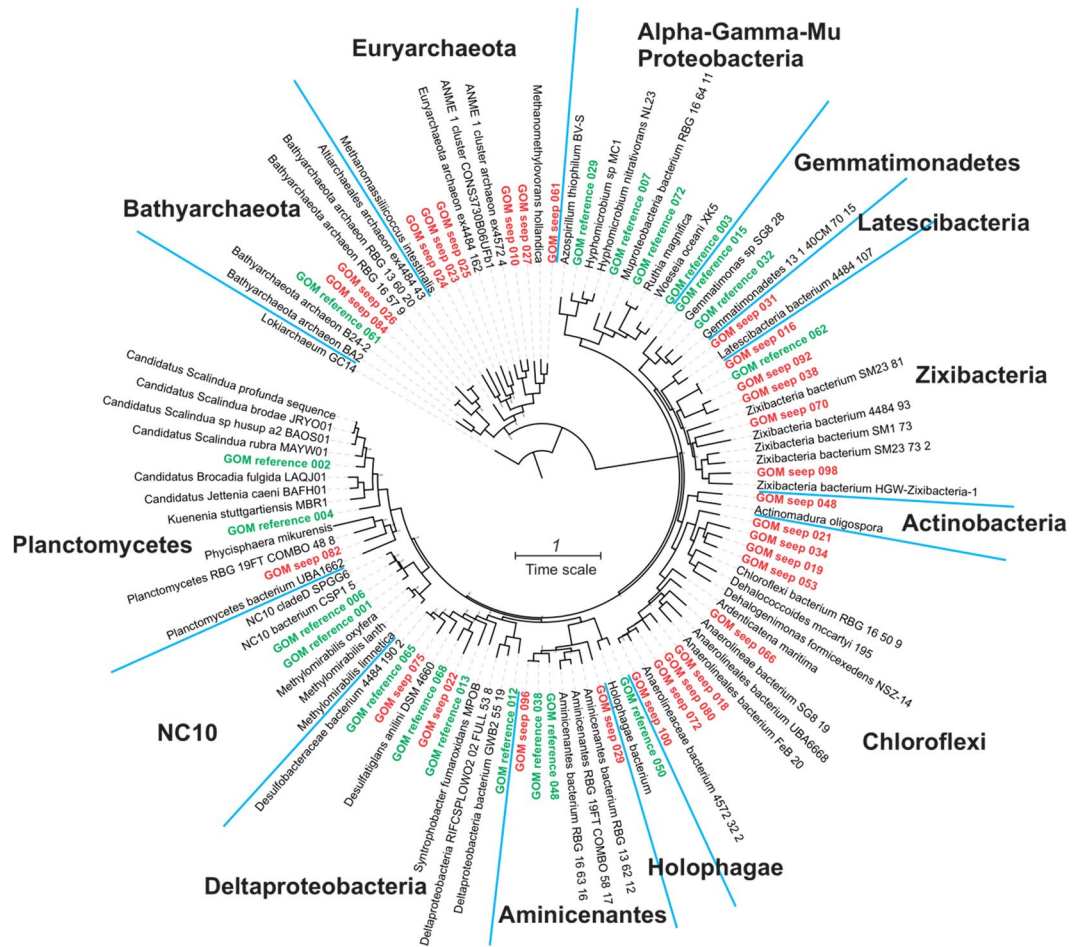 Euryarchaeota
Alpha-Gamma-Mu
Proteobacteria
Gemmatimonadetes
Latescibacteria
Zixibacteria
Actinobacteria
Chloroflexi
Holophagae
Aminicenantes
Deltaproteobacteria
NC10
Planctomycetes
Bathyarchaeota
1
Time scale
Azospirillum thiophilum BV-S
GOM reference 029
Hyphomicrobium sp MC1
Hyphomicrobium nitrativorans NL23
GOM reference 007
Muproteobacteria bacterium RBG 16 64 11
GOM reference 072
Ruthia magnifica
Woeseia oceani XK5
GOM reference 003
GOM reference 015
Gemmatimonas sp SG8 28
GOM reference 032
Gemmatimonadetes 13 1 40CM 70 15
GOM seep 031
Latescibacteria bacterium 4484 107
GOM seep 016
GOM reference 062
GOM seep 092
GOM seep 038
Zixibacteria bacterium SM23 81
GOM seep 070
Zixibacteria bacterium 4484 93
Zixibacteria bacterium SM1 73
Zixibacteria bacterium SM23 73 2
GOM seep 098
Zixibacteria bacterium HGW-Zixibacteria-1
GOM seep 048
Actinomadura oligospora
GOM seep 021
GOM seep 034
GOM seep 019
GOM seep 053
Chloroflexi bacterium RBG 16 50 9
Dehalococcoides mccartyi 195
Dehalogenimonas formicexedens NSZ-14
Ardenticatena maritima
GOM seep 066
Anaerolineae bacterium SG8 19
Anaerolineales bacterium UBA6668
Anaerolineales bacterium FeB 20
GOM seep 018
GOM seep 080
GOM seep 072
Anaerolineaceae bacterium 4572 32 2
GOM seep 100
GOM reference 050
Holophagae bacterium
GOM seep 029
Aminicenantes bacterium RBG 13 62 12
Aminicenantes RBG 19FT COMBO 58 17
Aminicenantes bacterium RBG 16 63 16
GOM reference 048
GOM reference 038
GOM seep 096
GOM reference 012
Deltaproteobacteria bacterium GWB2 55 19
Deltaproteobacteria RIFCSPLOWO2 02 FULL 53 8
Syntrophobacter fumaroxidans MPOB
GOM reference 013
GOM seep 022
GOM reference 068
Desulfatiglans anilini DSM 4660
GOM seep 075
GOM reference 065
Desulfobacteraceae bacterium 4484 190 2
Methylomirabilis limnetica
Methylomirabilis lanth
Methylomirabilis oxyfera
GOM reference 001
GOM reference 006
NC10 bacterium CSP1 5
NC10 cladeD SPGG6
Planctomycetes bacterium UBA1662
GOM seep 082
Planctomycetes RBG 19FT COMBO 48 8
Phycisphaera mikurensis
GOM reference 004
Kuenenia stuttgartiensis MBR1
Candidatus Jettenia caeni BAFH01
Candidatus Brocadia fulgida LAQJ01
GOM reference 002
Candidatus Scalindua rubra MAYW01
Candidatus Scalindua sp husup a2 BAOS01
Candidatus Scalindua brodae JRYO01
Candidatus Scalindua profunda sequence
Lokiarchaeum GC14
Bathyarchaeota archaeon BA2
Bathyarchaeota archaeon B24-2
GOM reference 061
GOM seep 084
GOM seep 026
Bathyarchaeota archaeon RBG 16 57 9
Bathyarchaeota archaeon RBG 13 60 20
Altiarchaeales archaeon ex4484 43
Methanomassiliicoccus intestinalis
GOM seep 024
GOM seep 023
GOM seep 025
Euryarchaeota archaeon ex4484 162
ANME 1 cluster CONS3730B06UFb1
ANME 1 cluster archaeon ex4572 4
GOM seep 010
GOM seep 027
Methanomethylovorans hollandica
GOM seep 061